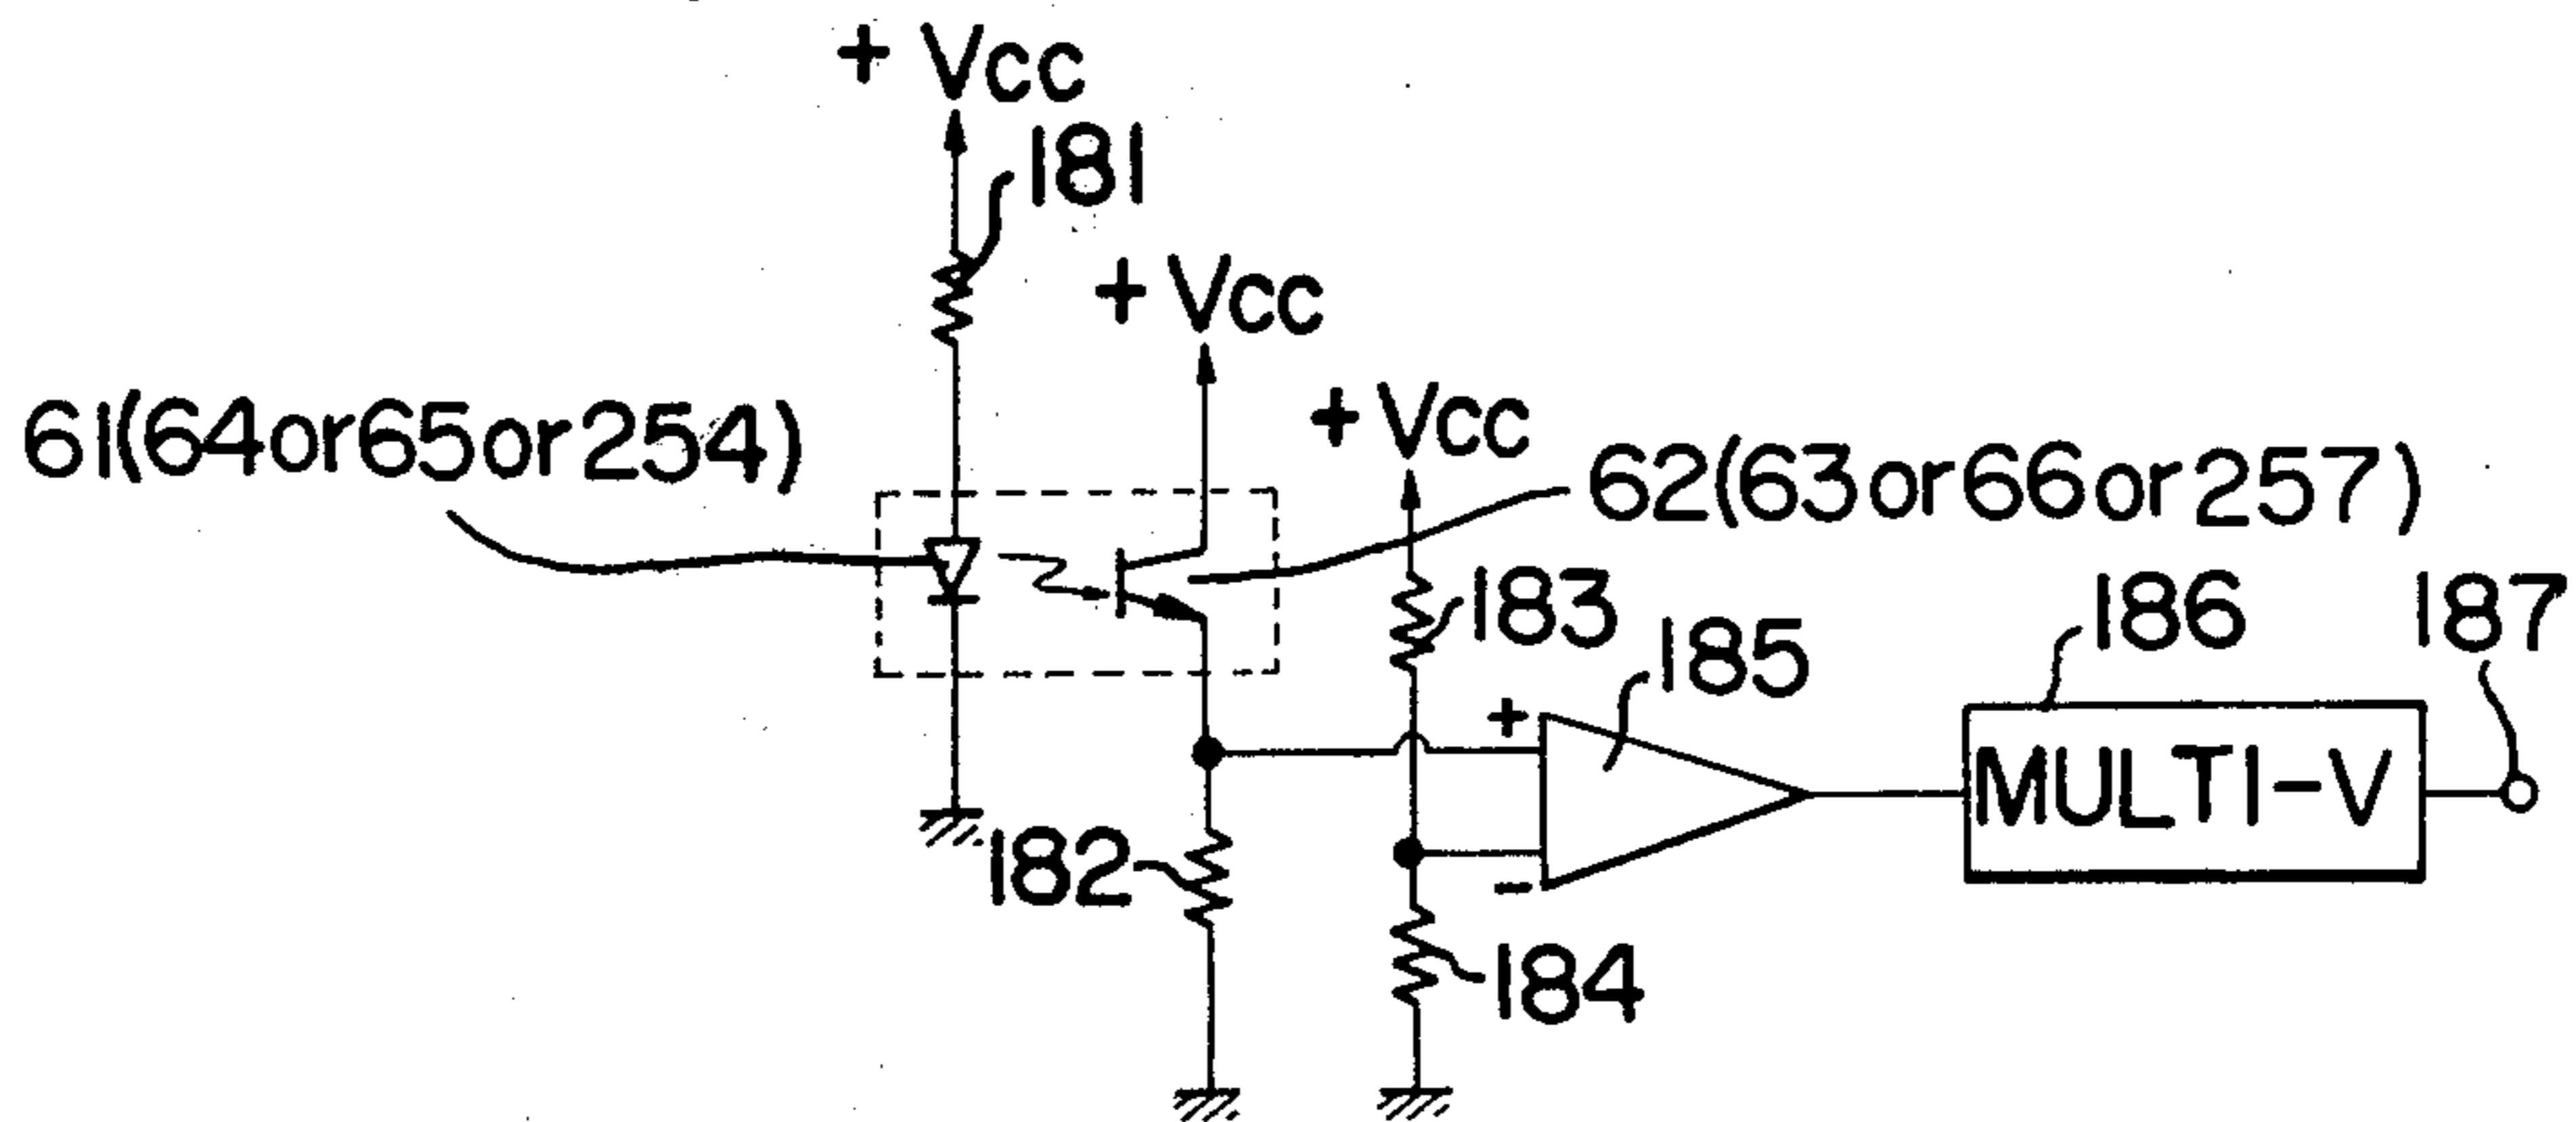 + Vcc
181
+ Vcc
61(64or65or254)
+ Vcc
62(63or66or257)
183
185
186
187
+
MULTI-V
182
-
184